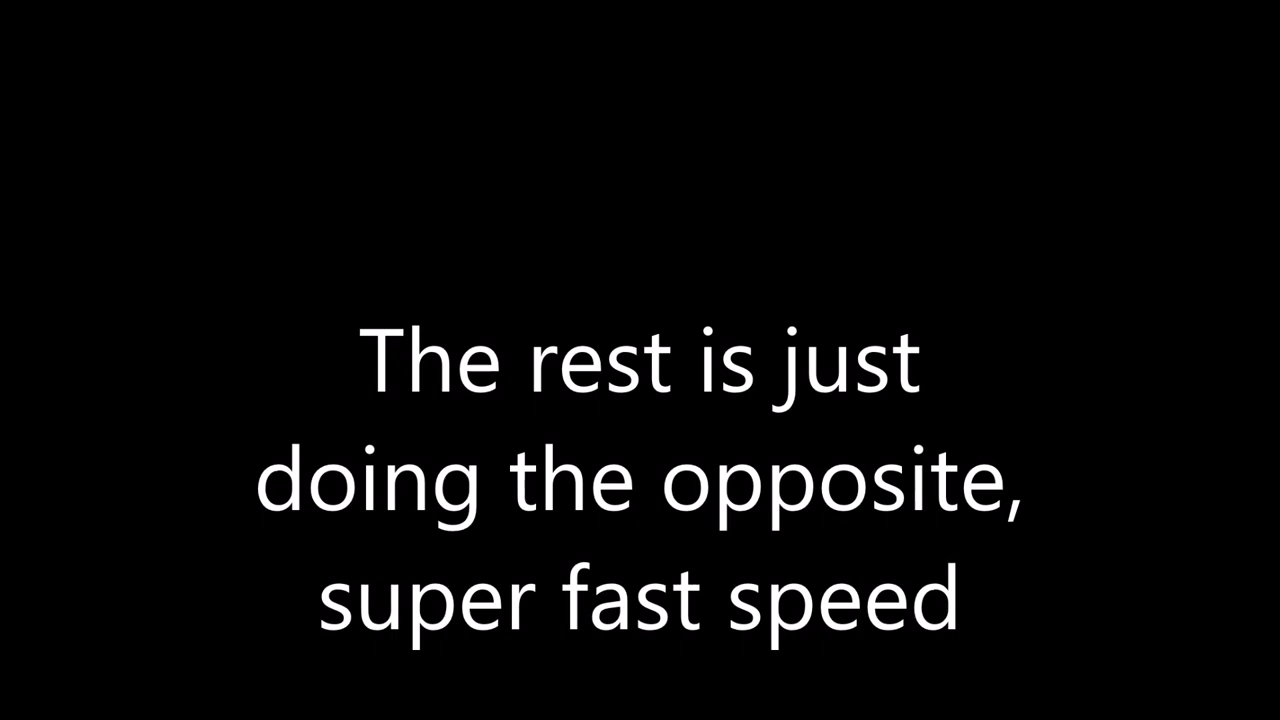 The rest is just
doing the opposite,
super fast speed